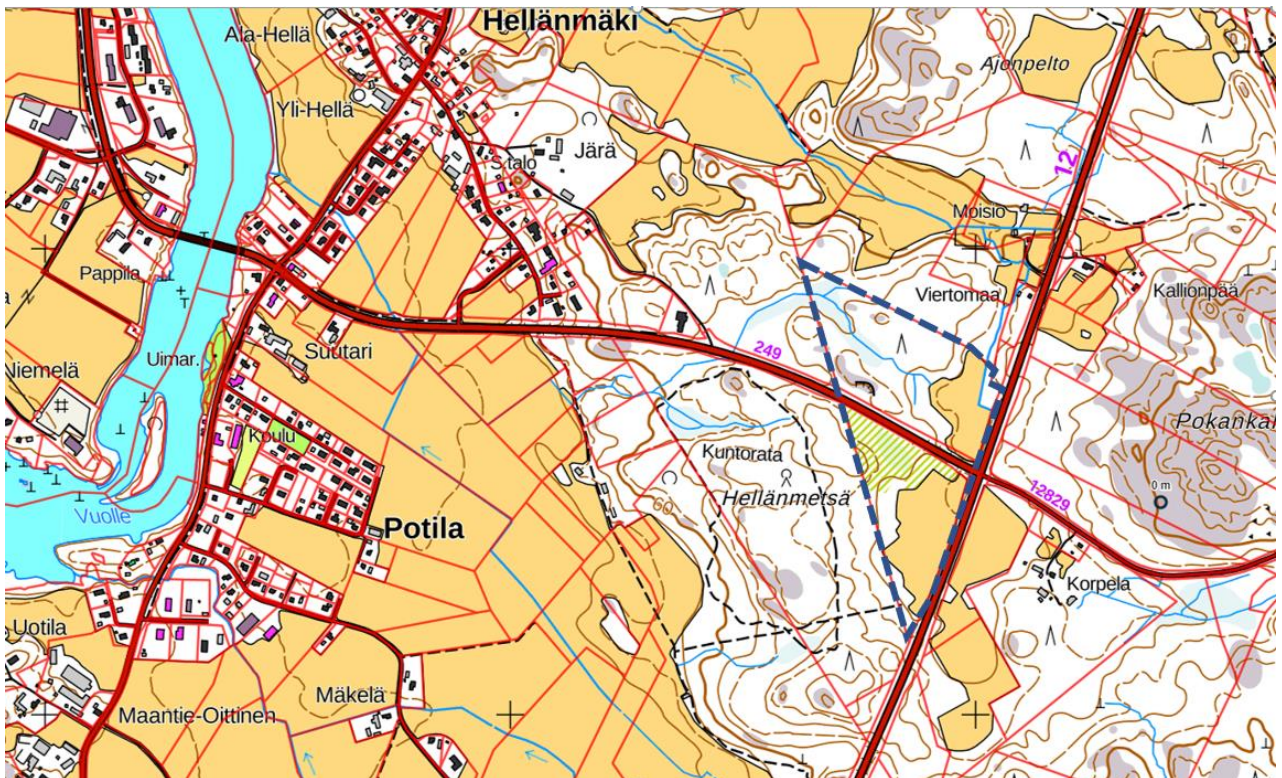 Hellänmäki
Ala-Hellä
Ajonpelto
Yli-Hellä
Järä
S.talo
12
Moisio
Pappila
Viertomaa
Kallionpää
Uimar.
Suutari
249
Niemelä
Koulu
Kuntorata
Pokankal
Hellänmetsä
60
12829
0 m
Vuolle
Potila
Korpela
Uotila
Mäkelä
Maantie-Oittinen